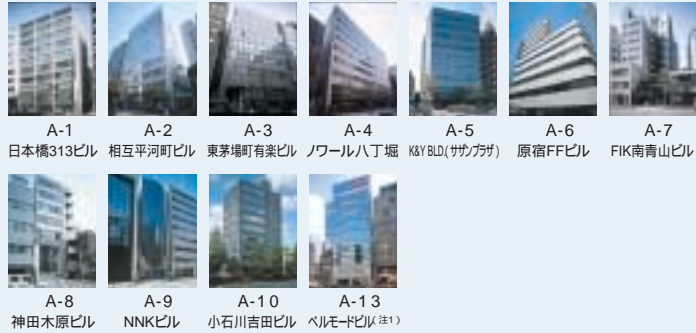 A-1 A-2 A-3 A-4 A-5 A-6 A-7
日本橋313ビル 相互平河町ビル 東茅場町有楽ビル ノワール八丁堀 K&Y BLD.(サザンプラザ) 原宿FFビル FIK南青山ビル
A-8 A-9 A-10 A-13
神田木原ビル NNKビル 小石川吉田ビル ベルモードビル(注1)